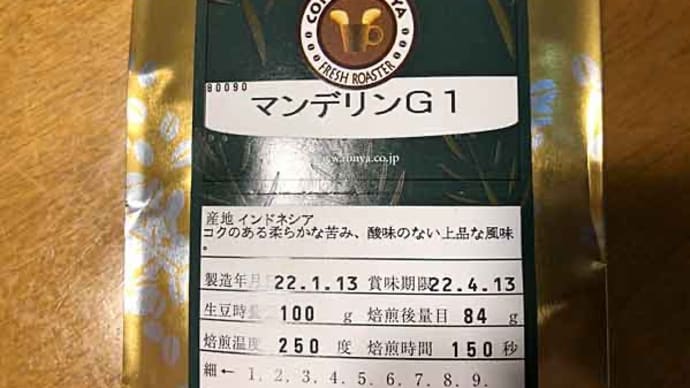 FRESH ROASTER
80090
マンデリンG1
産地 インドネシア
コクのある柔らかな苦み、酸味のない上品な風味
。
製造年月 22.1.13 賞味期限 22.4.13
生豆時 100 g 焙煎後量目 84 g
焙煎温度 250 度 焙煎時間 150 秒
細← 1. 2. 3. 4. 5. 6. 7. 8. 9.